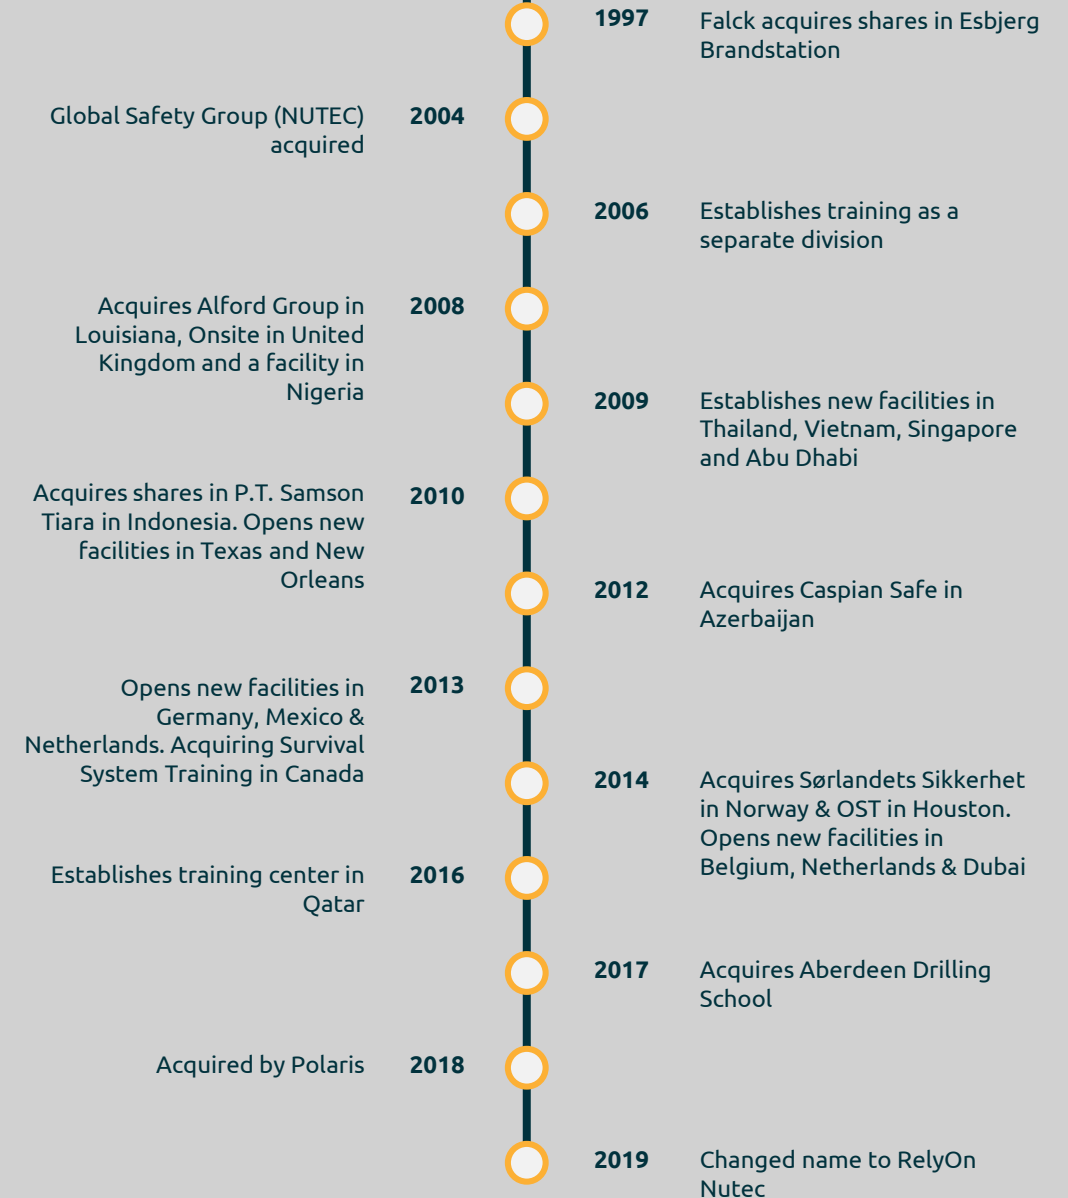 1997
Falck acquires shares in Esbjerg
Brandstation
2004
Global Safety Group (NUTEC)
acquired
2006
Establishes training as a
separate division
2008
Acquires Alford Group in
Louisiana, Onsite in United
Kingdom and a facility in
Nigeria
2009
Establishes new facilities in
Thailand, Vietnam, Singapore
and Abu Dhabi
2010
Acquires shares in P.T. Samson
Tiara in Indonesia. Opens new
facilities in Texas and New
Orleans
2012
Acquires Caspian Safe in
Azerbaijan
2013
Opens new facilities in
Germany, Mexico &
Netherlands. Acquiring Survival
System Training in Canada
2014
Acquires Sørlandets Sikkerhet
in Norway & OST in Houston.
Opens new facilities in
Belgium, Netherlands & Dubai
2016
Establishes training center in
Qatar
2017
Acquires Aberdeen Drilling
School
2018
Acquired by Polaris
2019
Changed name to RelyOn
Nutec